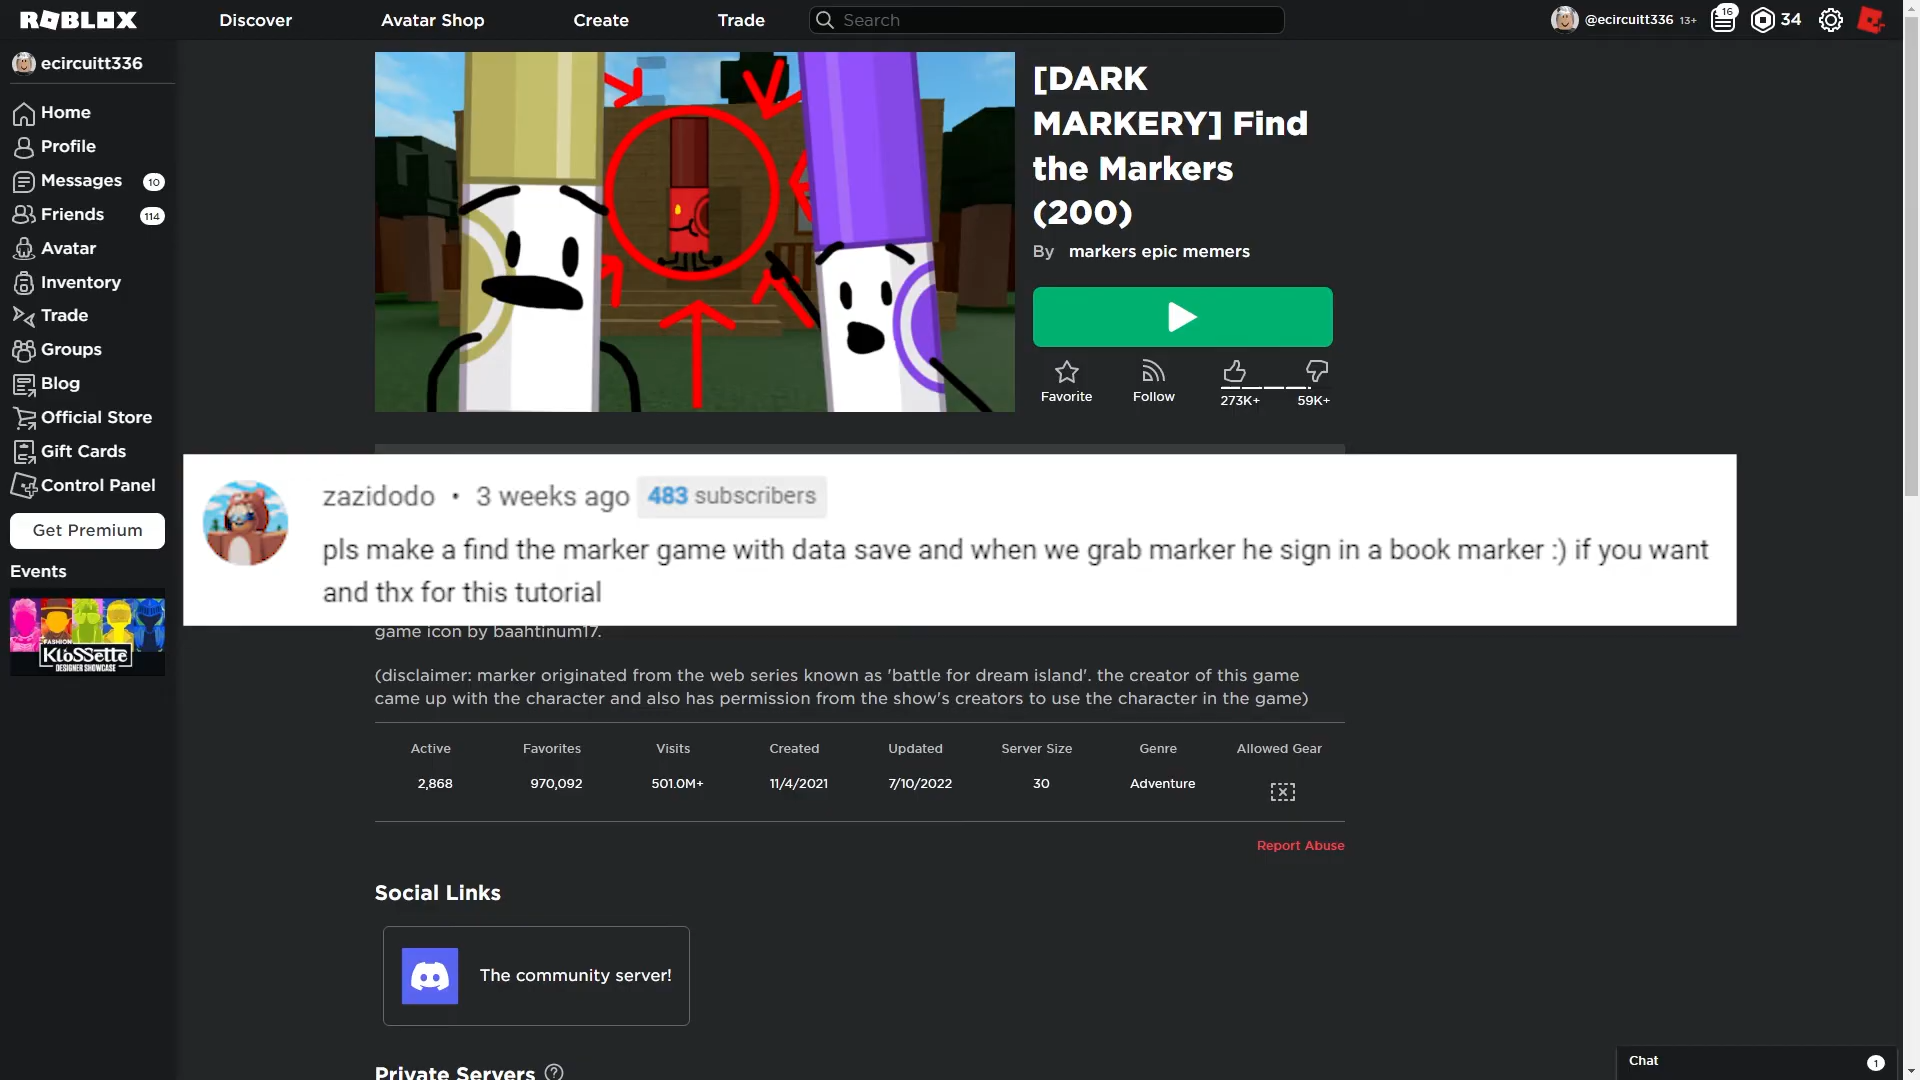 ROBLOX
Discover
Avatar Shop
Create
Trade
Search
@ecircuitt336 13+
16
34
ecircuitt336
Home
Profile
Messages 10
Friends 114
Avatar
Inventory
Trade
Groups
Blog
Official Store
Gift Cards
Control Panel
Get Premium
Events
FASHION
KloSSette
DESIGNER SHOWCASE
[DARK
MARKERY] Find
the Markers
(200)
By markers epic memers
Favorite
Follow
273K+
59K+
zazidodo • 3 weeks ago 483 subscribers
pls make a find the marker game with data save and when we grab marker he sign in a book marker :) if you want
and thx for this tutorial
game icon by baahtinum17.
(disclaimer: marker originated from the web series known as 'battle for dream island'. the creator of this game
came up with the character and also has permission from the show's creators to use the character in the game)
Active Favorites Visits Created Updated Server Size Genre Allowed Gear
2,868 970,092 501.0M+ 11/4/2021 7/10/2022 30 Adventure
Report Abuse
Social Links
The community server!
Private Servers ?
Chat 1